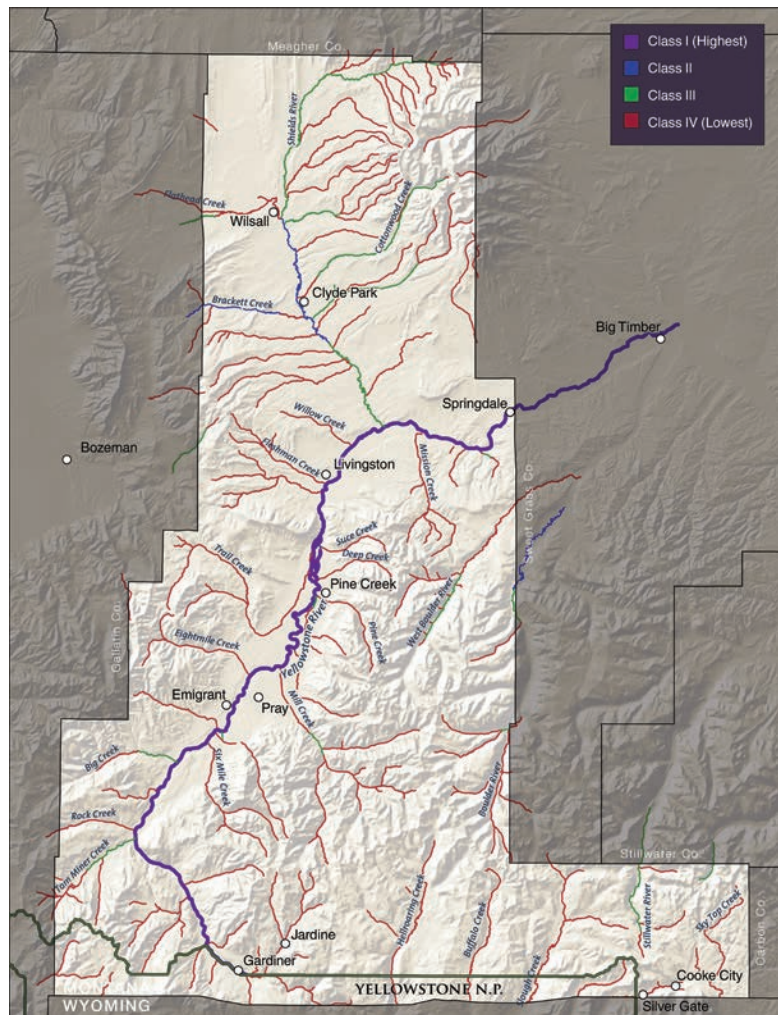 Meagher Co.
Class I (Highest)
Class II
Class III
Class IV (Lowest)
Shields River
Flathead Creek
Wilsall
Cottonwood Creek
Clyde Park
Brackett Creek
Big Timber
Springdale
Willow Creek
Bozeman
Fleshman Creek
Livingston
Mission Creek
Sweet Grass Co.
Suce Creek
Deep Creek
Trail Creek
Pine Creek
Gallatin Co.
West Boulder River
Yellowstone River
Pine Creek
Eightmile Creek
Emigrant
Pray
Mill Creek
Big Creek
Six Mile Creek
Boulder River
Rock Creek
Stillwater Co.
Tom Miner Creek
Hellroaring Creek
Buffalo Creek
Stillwater River
Sky Top Creek
Carbon Co.
Jardine
Slough Creek
Gardiner
Cooke City
MONTANA
YELLOWSTONE N.P.
WYOMING
Silver Gate